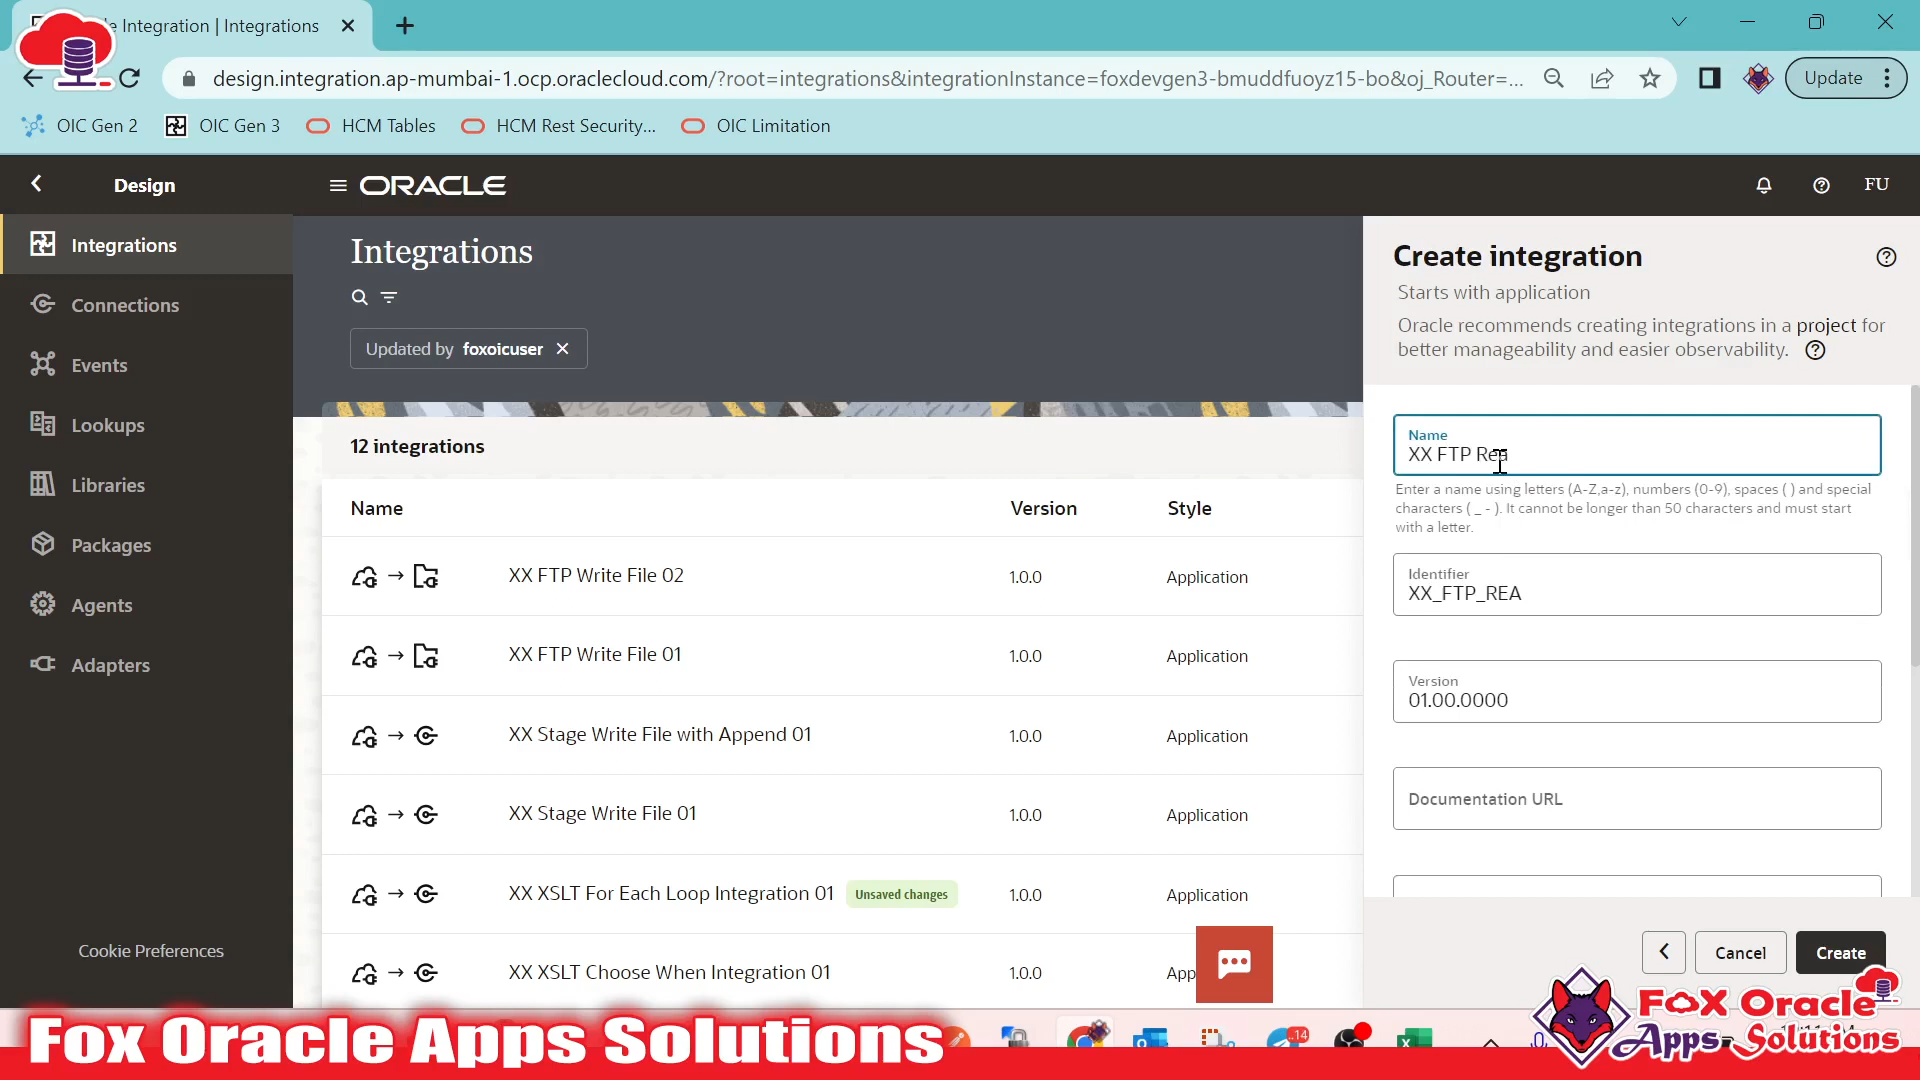 Integration | Integrations
design.integration.ap-mumbai-1.ocp.oraclecloud.com/?root=integrations&integrationInstance=foxdevgen3-bmuddfuoyz15-bo&oj_Router=...
Update
OIC Gen 2
OIC Gen 3
HCM Tables
HCM Rest Security...
OIC Limitation
Design
ORACLE
FU
Integrations
Connections
Events
Lookups
Libraries
Packages
Agents
Adapters
Cookie Preferences
Integrations
Updated by foxoicuser
12 integrations
Name Version Style
XX FTP Write File 02 1.0.0 Application
XX FTP Write File 01 1.0.0 Application
XX Stage Write File with Append 01 1.0.0 Application
XX Stage Write File 01 1.0.0 Application
XX XSLT For Each Loop Integration 01 Unsaved changes 1.0.0 Application
XX XSLT Choose When Integration 01 1.0.0 App
Create integration
Starts with application
Oracle recommends creating integrations in a project for
better manageability and easier observability.
Name
XX FTP Rea
Enter a name using letters (A-Z,a-z), numbers (0-9), spaces ( ) and special
characters ( _ - ). It cannot be longer than 50 characters and must start
with a letter.
Identifier
XX_FTP_REA
Version
01.00.0000
Documentation URL
Cancel
Create
Fox Oracle Apps Solutions
14
Fox Oracle
Apps Solutions